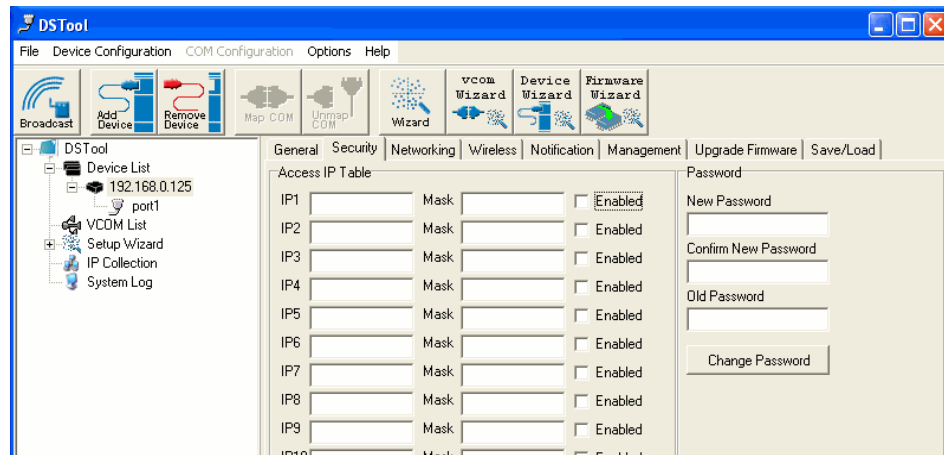 DSTool
File Device Configuration COM Configuration Options Help
Broadcast Add Device Remove Device Map COM Unmap COM Wizard vcom Wizard Device Wizard Firmware Wizard
DSTool
Device List
192.168.0.125
port1
VCOM List
Setup Wizard
IP Collection
System Log
General Security Networking Wireless Notification Management Upgrade Firmware Save/Load
Access IP Table
IP1 Mask Enabled
IP2 Mask Enabled
IP3 Mask Enabled
IP4 Mask Enabled
IP5 Mask Enabled
IP6 Mask Enabled
IP7 Mask Enabled
IP8 Mask Enabled
IP9 Mask Enabled
IP10 Mask Enabled
Password
New Password
Confirm New Password
Old Password
Change Password